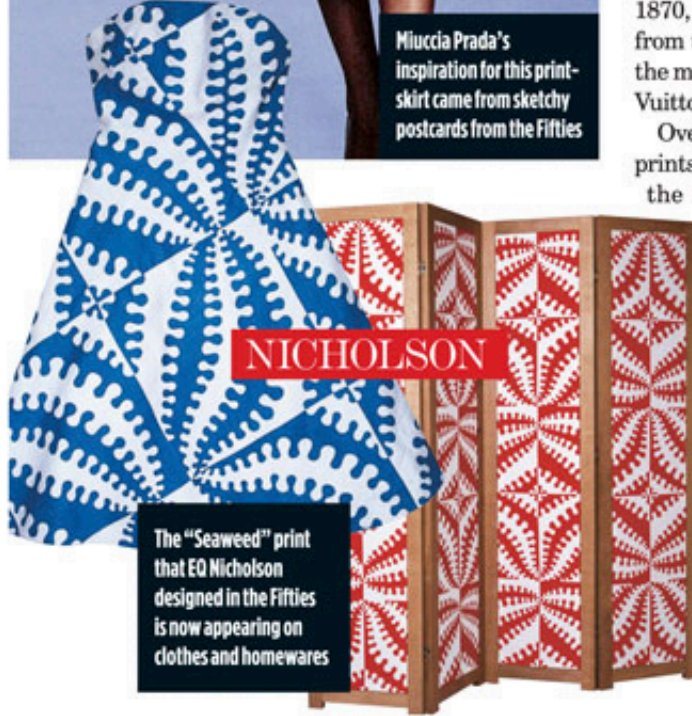 Miuccia Prada's
inspiration for this print-
skirt came from sketchy
postcards from the Fifties
1870,
from
the m
Vuitto
Ove
prints
the
NICHOLSON
The “Seaweed” print
that EQ Nicholson
designed in the Fifties
is now appearing on
clothes and homewares